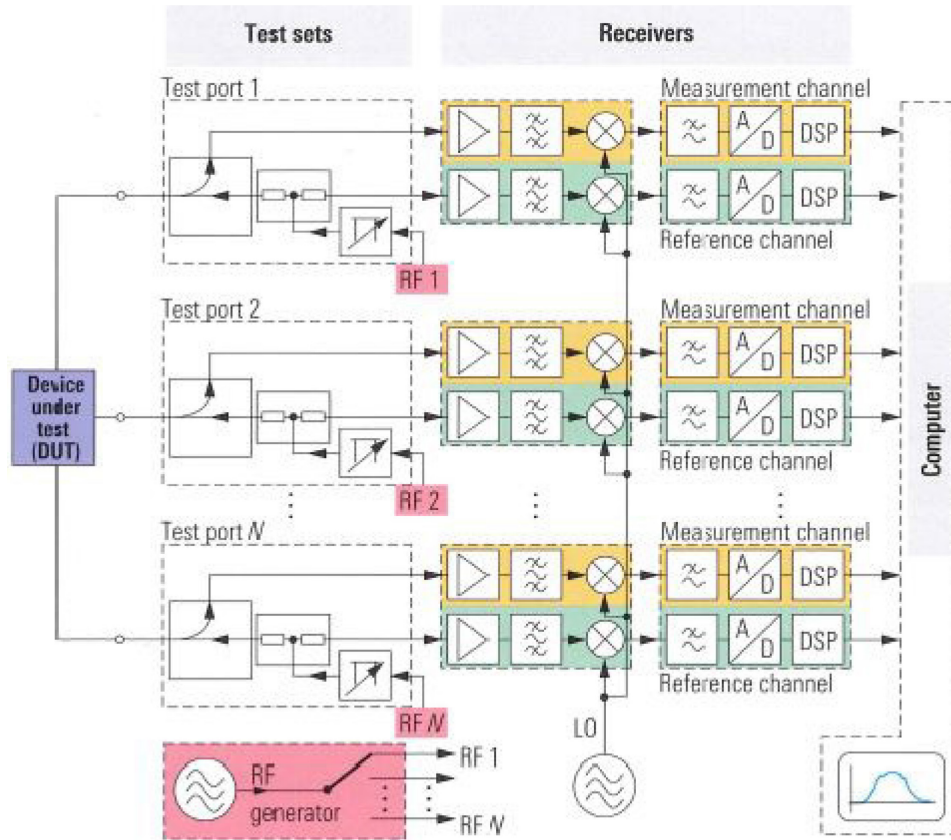 Test sets
Receivers
Test port 1
Measurement channel
A
D
DSP
A
D
DSP
Reference channel
RF 1
Test port 2
Measurement channel
A
D
DSP
A
D
DSP
Reference channel
RF 2
Device
under
test
(DUT)
Computer
Test port N
Measurement channel
A
D
DSP
A
D
DSP
Reference channel
RF N
LO
RF
generator
RF 1
RF N